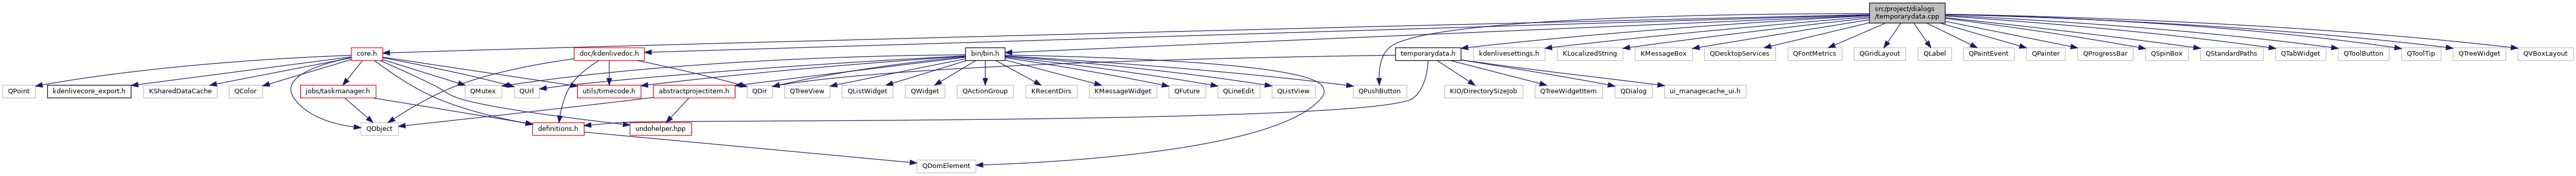 src/project/dialogs
/temporarydata.cpp
core.h
doc/kdenlivedoc.h
bin/bin.h
temporarydata.h
kdenlivesettings.h
KLocalizedString
KMessageBox
QDesktopServices
QFontMetrics
QGridLayout
QLabel
QPaintEvent
QPainter
QProgressBar
QSpinBox
QStandardPaths
QTabWidget
QToolButton
QToolTip
QTreeWidget
QVBoxLayout
QPoint
kdenlivecore_export.h
KSharedDataCache
QColor
jobs/taskmanager.h
QMutex
QUrl
utils/timecode.h
abstractprojectitem.h
QDir
QTreeView
QListWidget
QWidget
QActionGroup
KRecentDirs
KMessageWidget
QFuture
QLineEdit
QListView
QPushButton
KIO/DirectorySizeJob
QTreeWidgetItem
QDialog
ui_managecache_ui.h
QObject
definitions.h
undohelper.hpp
QDomElement